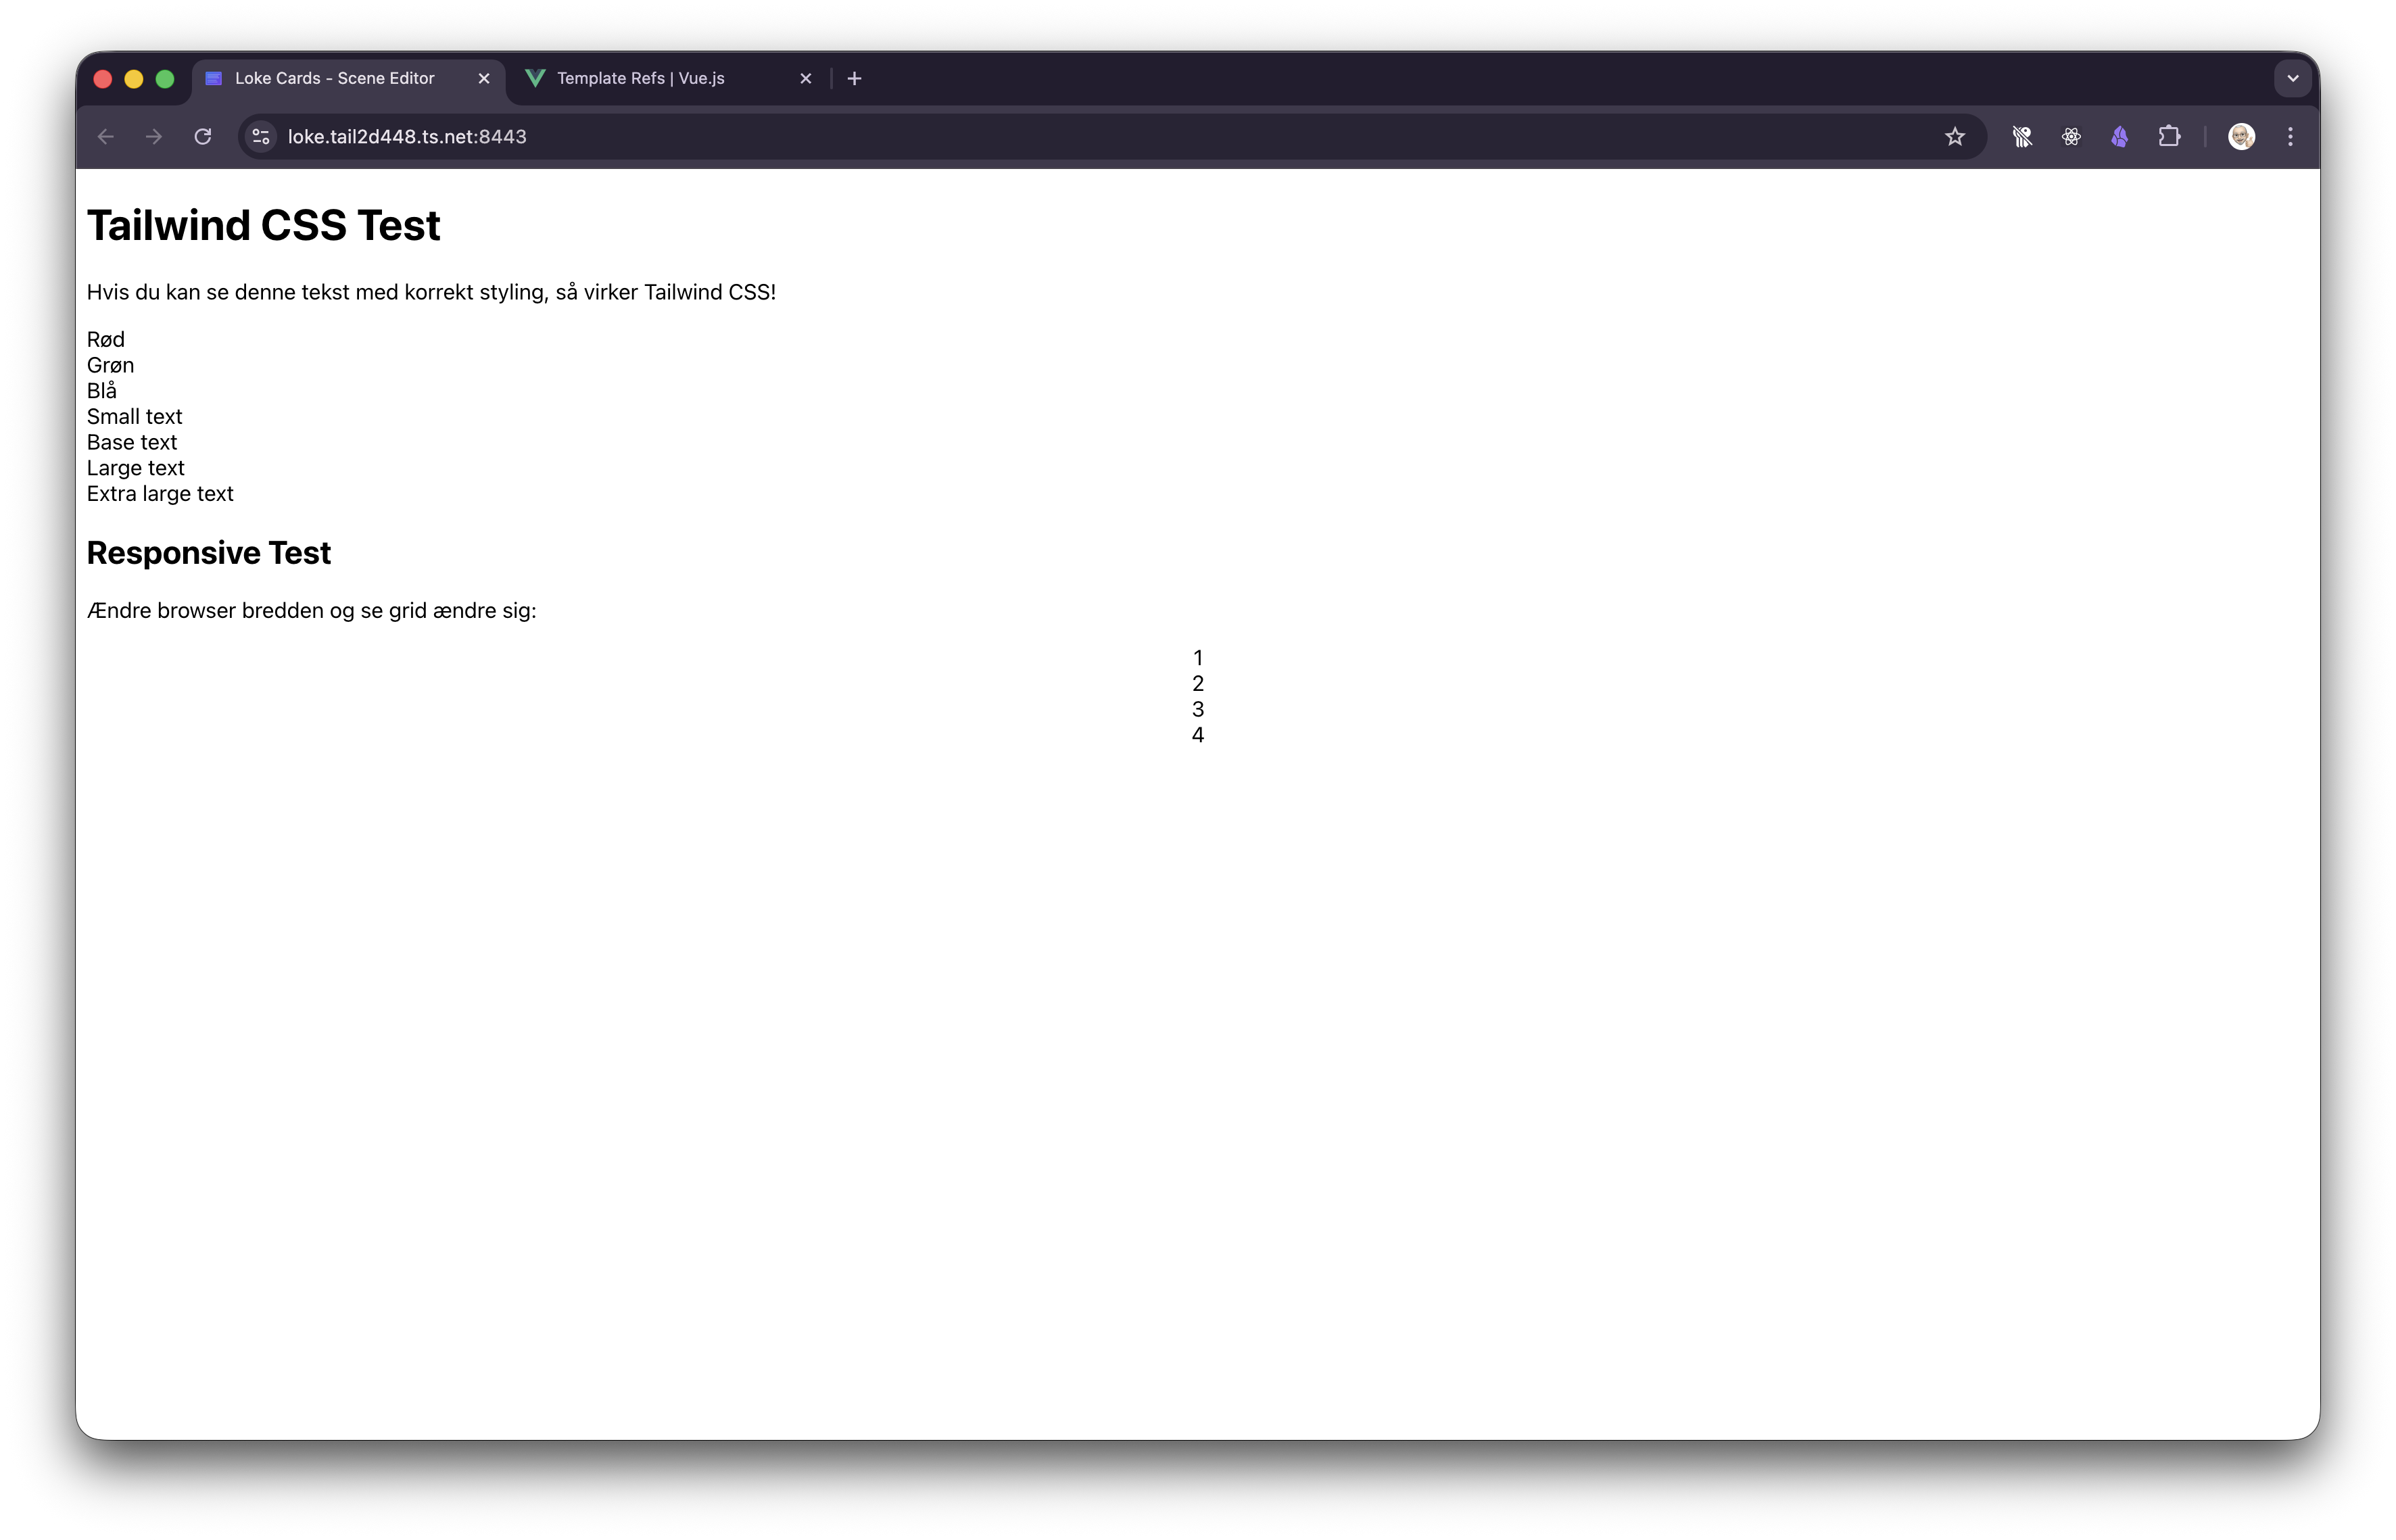 Loke Cards - Scene Editor
Template Refs | Vue.js
loke.tail2d448.ts.net:8443
Tailwind CSS Test
Hvis du kan se denne tekst med korrekt styling, så virker Tailwind CSS!
Rød
Grøn
Blå
Small text
Base text
Large text
Extra large text
Responsive Test
Ændre browser bredden og se grid ændre sig:
1
2
3
4